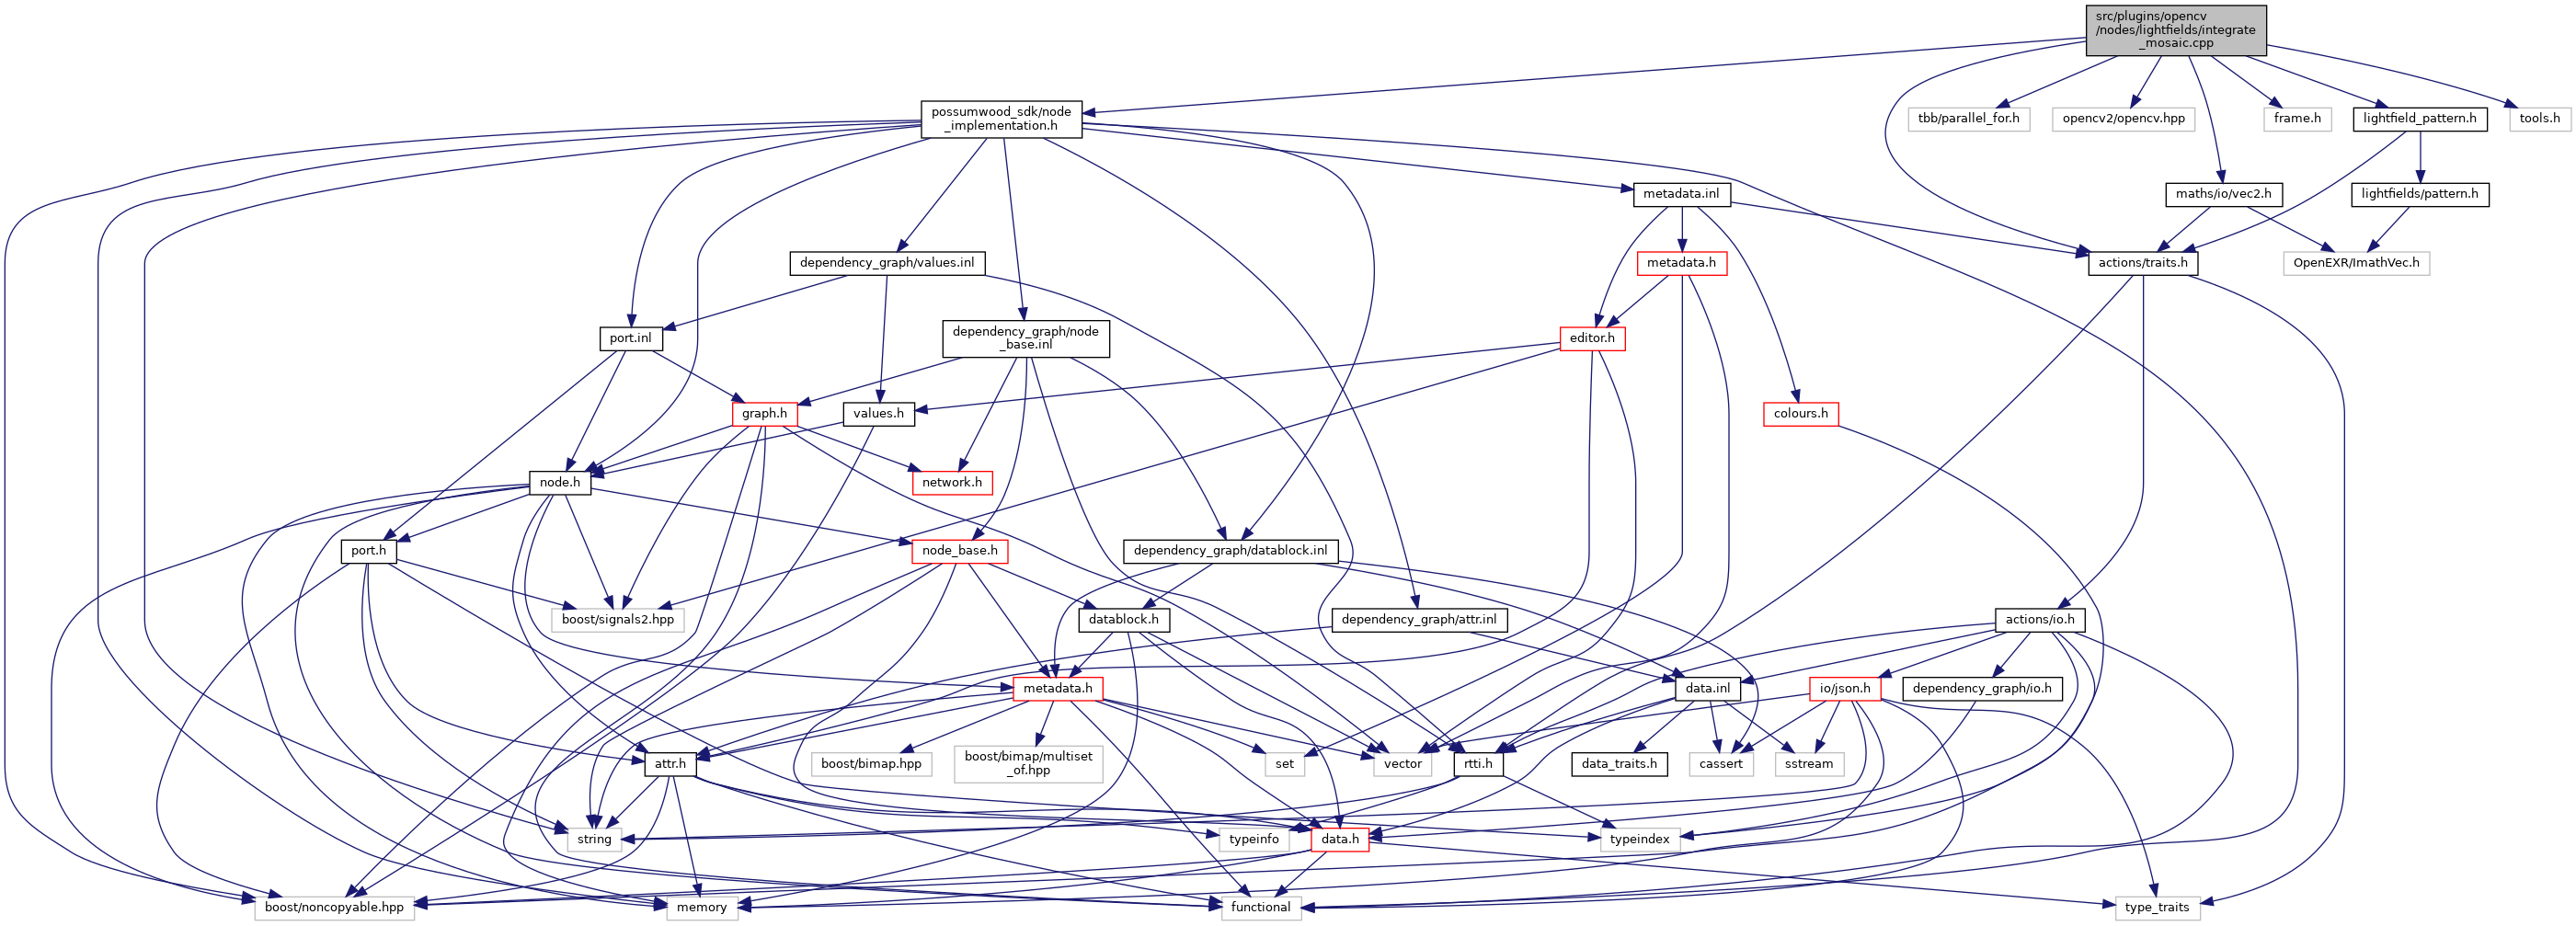 src/plugins/opencv
/nodes/lightfields/integrate
_mosaic.cpp
possumwood_sdk/node
_implementation.h
tbb/parallel_for.h
opencv2/opencv.hpp
frame.h
lightfield_pattern.h
tools.h
metadata.inl
maths/io/vec2.h
lightfields/pattern.h
dependency_graph/values.inl
metadata.h
actions/traits.h
OpenEXR/ImathVec.h
port.inl
dependency_graph/node
_base.inl
editor.h
graph.h
values.h
colours.h
node.h
network.h
port.h
node_base.h
dependency_graph/datablock.inl
boost/signals2.hpp
datablock.h
dependency_graph/attr.inl
actions/io.h
metadata.h
data.inl
io/json.h
dependency_graph/io.h
attr.h
boost/bimap.hpp
boost/bimap/multiset
_of.hpp
set
vector
rtti.h
data_traits.h
cassert
sstream
string
typeinfo
data.h
typeindex
boost/noncopyable.hpp
memory
functional
type_traits